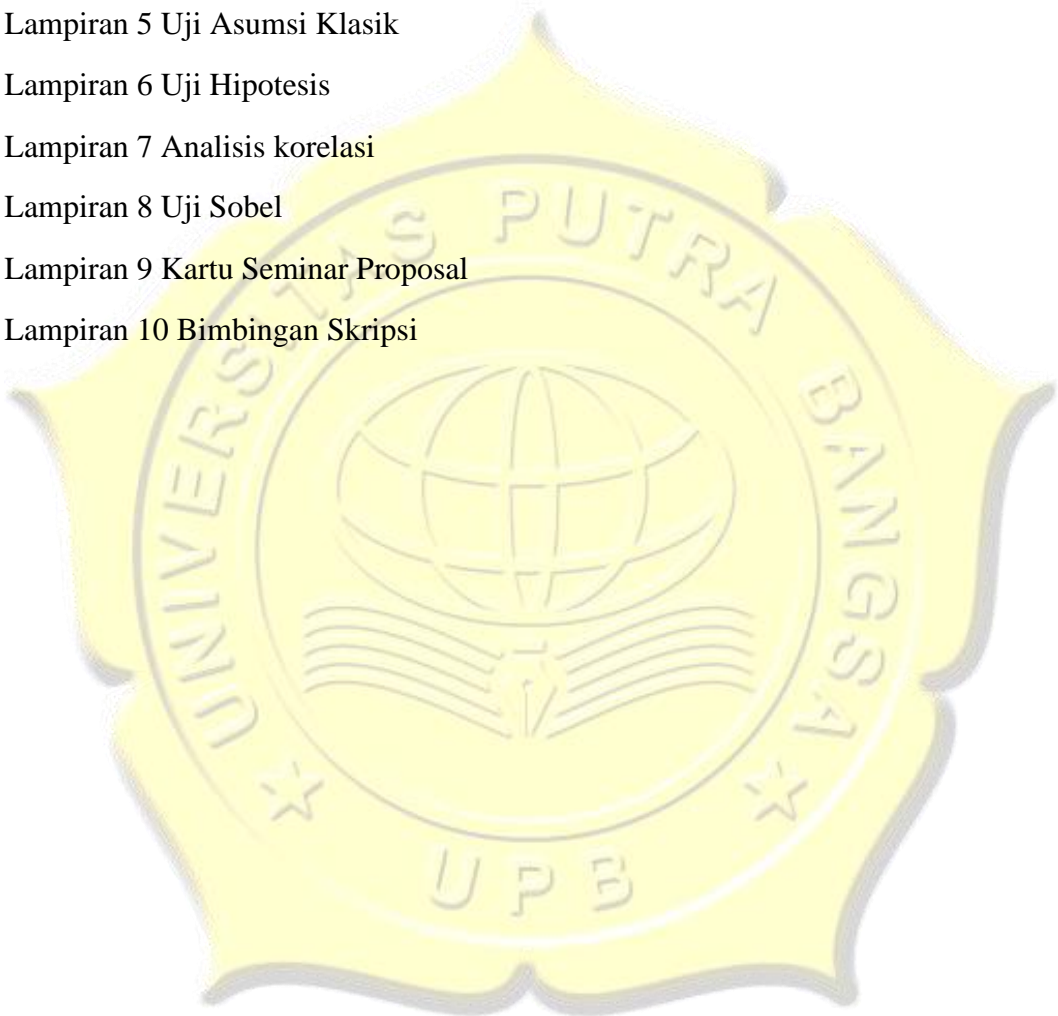 Lampiran 5 Uji Asumsi Klasik
Lampiran 6 Uji Hipotesis
Lampiran 7 Analisis korelasi
Lampiran 8 Uji Sobel
Lampiran 9 Kartu Seminar Proposal
Lampiran 10 Bimbingan Skripsi
UNIVERSITAS PUTRA BANGSA
UPB